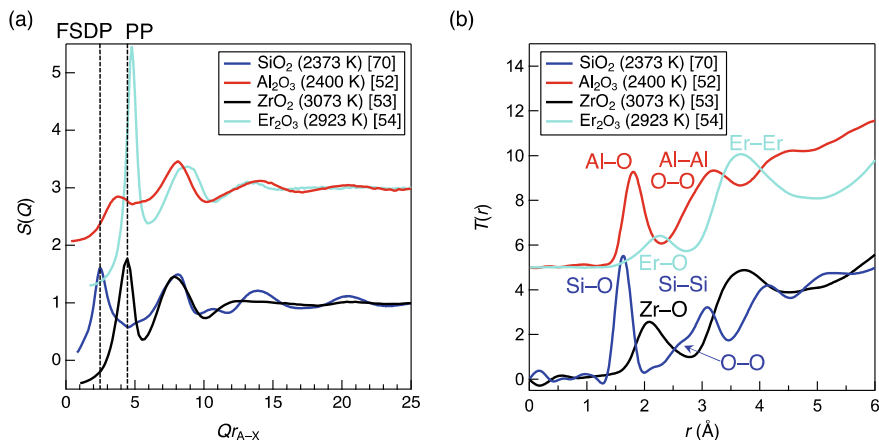 (a)
FSDP PP
SiO₂ (2373 K) [70]
Al₂O₃ (2400 K) [52]
ZrO₂ (3073 K) [53]
Er₂O₃ (2923 K) [54]
5
4
3
2
1
0
S(Q)
0 5 10 15 20 25
Qr_A–X
(b)
SiO₂ (2373 K) [70]
Al₂O₃ (2400 K) [52]
ZrO₂ (3073 K) [53]
Er₂O₃ (2923 K) [54]
14
12
10
8
6
4
2
0
T(r)
Er–Er
Al–O
Al–Al
O–O
Er–O
Si–O
Si–Si
Zr–O
O–O
0 1 2 3 4 5 6
r (Å)